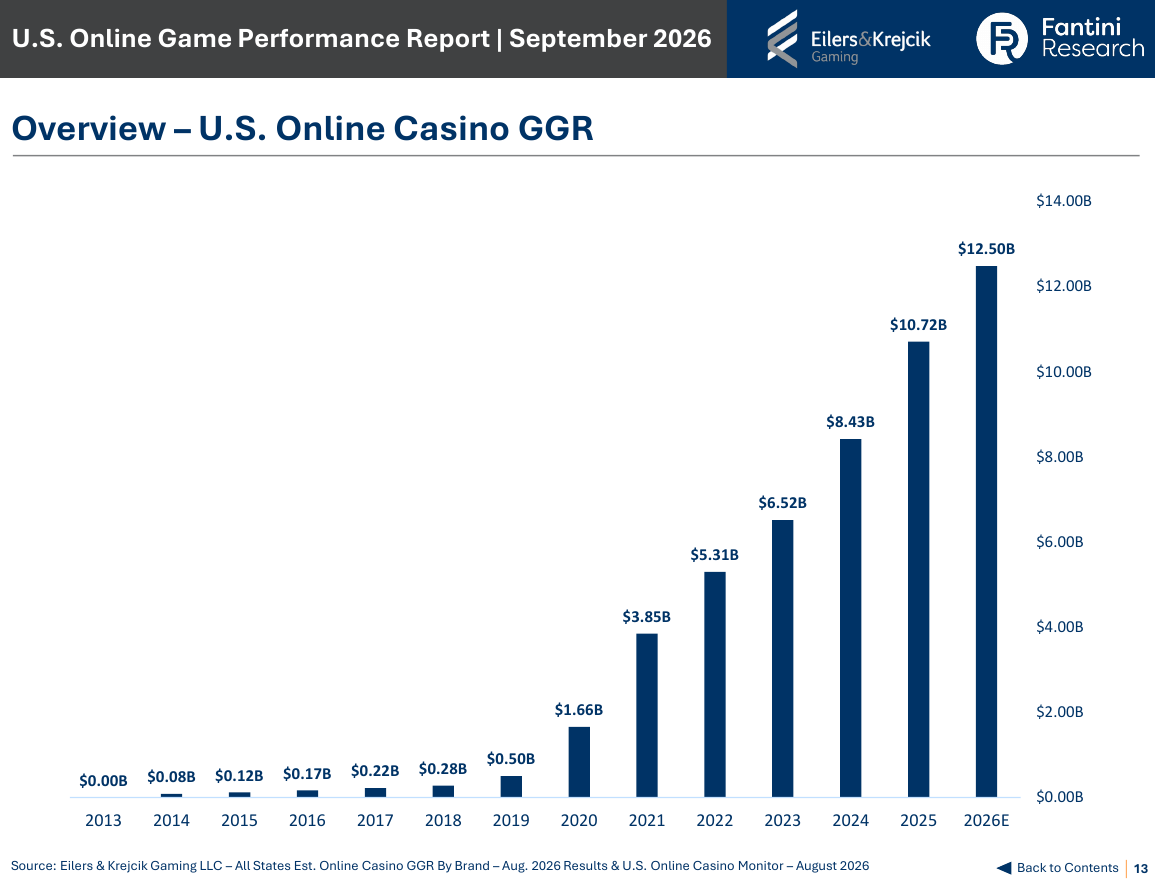 U.S. Online Game Performance Report | September 2026
Eilers&Krejcik
Gaming
Fantini
Research
Overview – U.S. Online Casino GGR
$14.00B
$12.00B
$10.00B
$8.00B
$6.00B
$4.00B
$2.00B
$0.00B
$0.00B
$0.08B
$0.12B
$0.17B
$0.22B
$0.28B
$0.50B
$1.66B
$3.85B
$5.31B
$6.52B
$8.43B
$10.72B
$12.50B
2013 2014 2015 2016 2017 2018 2019 2020 2021 2022 2023 2024 2025 2026E
Source: Eilers & Krejcik Gaming LLC – All States Est. Online Casino GGR By Brand – Aug. 2026 Results & U.S. Online Casino Monitor – August 2026
Back to Contents 13